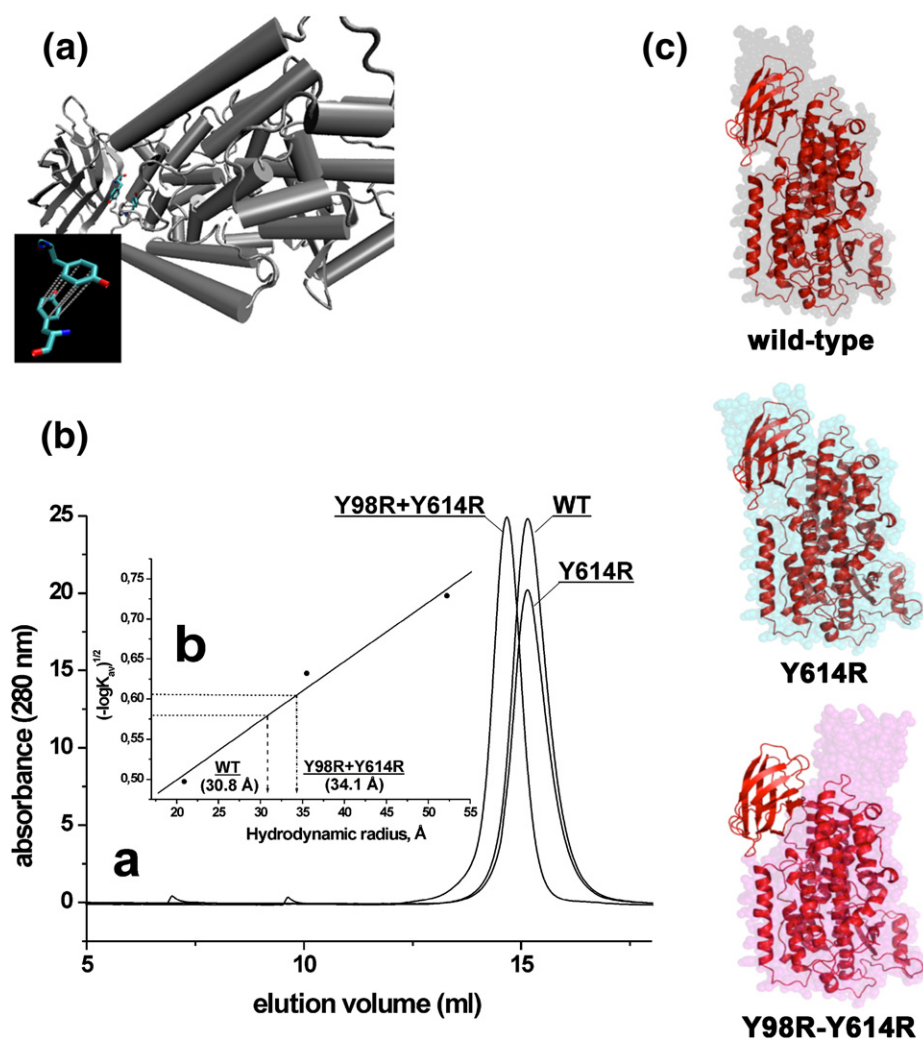 (a)
(c)
wild-type
(b)
Y98R+Y614R
WT
Y614R
absorbance (280 nm)
25
20
15
10
5
0
5
10
15
elution volume (ml)
a
b
(-logKav)1/2
0,75
0,70
0,65
0,60
0,55
0,50
WT
(30.8 Å)
Y98R+Y614R
(34.1 Å)
20
25
30
35
40
45
50
55
Hydrodynamic radius, Å
Y614R
Y98R-Y614R